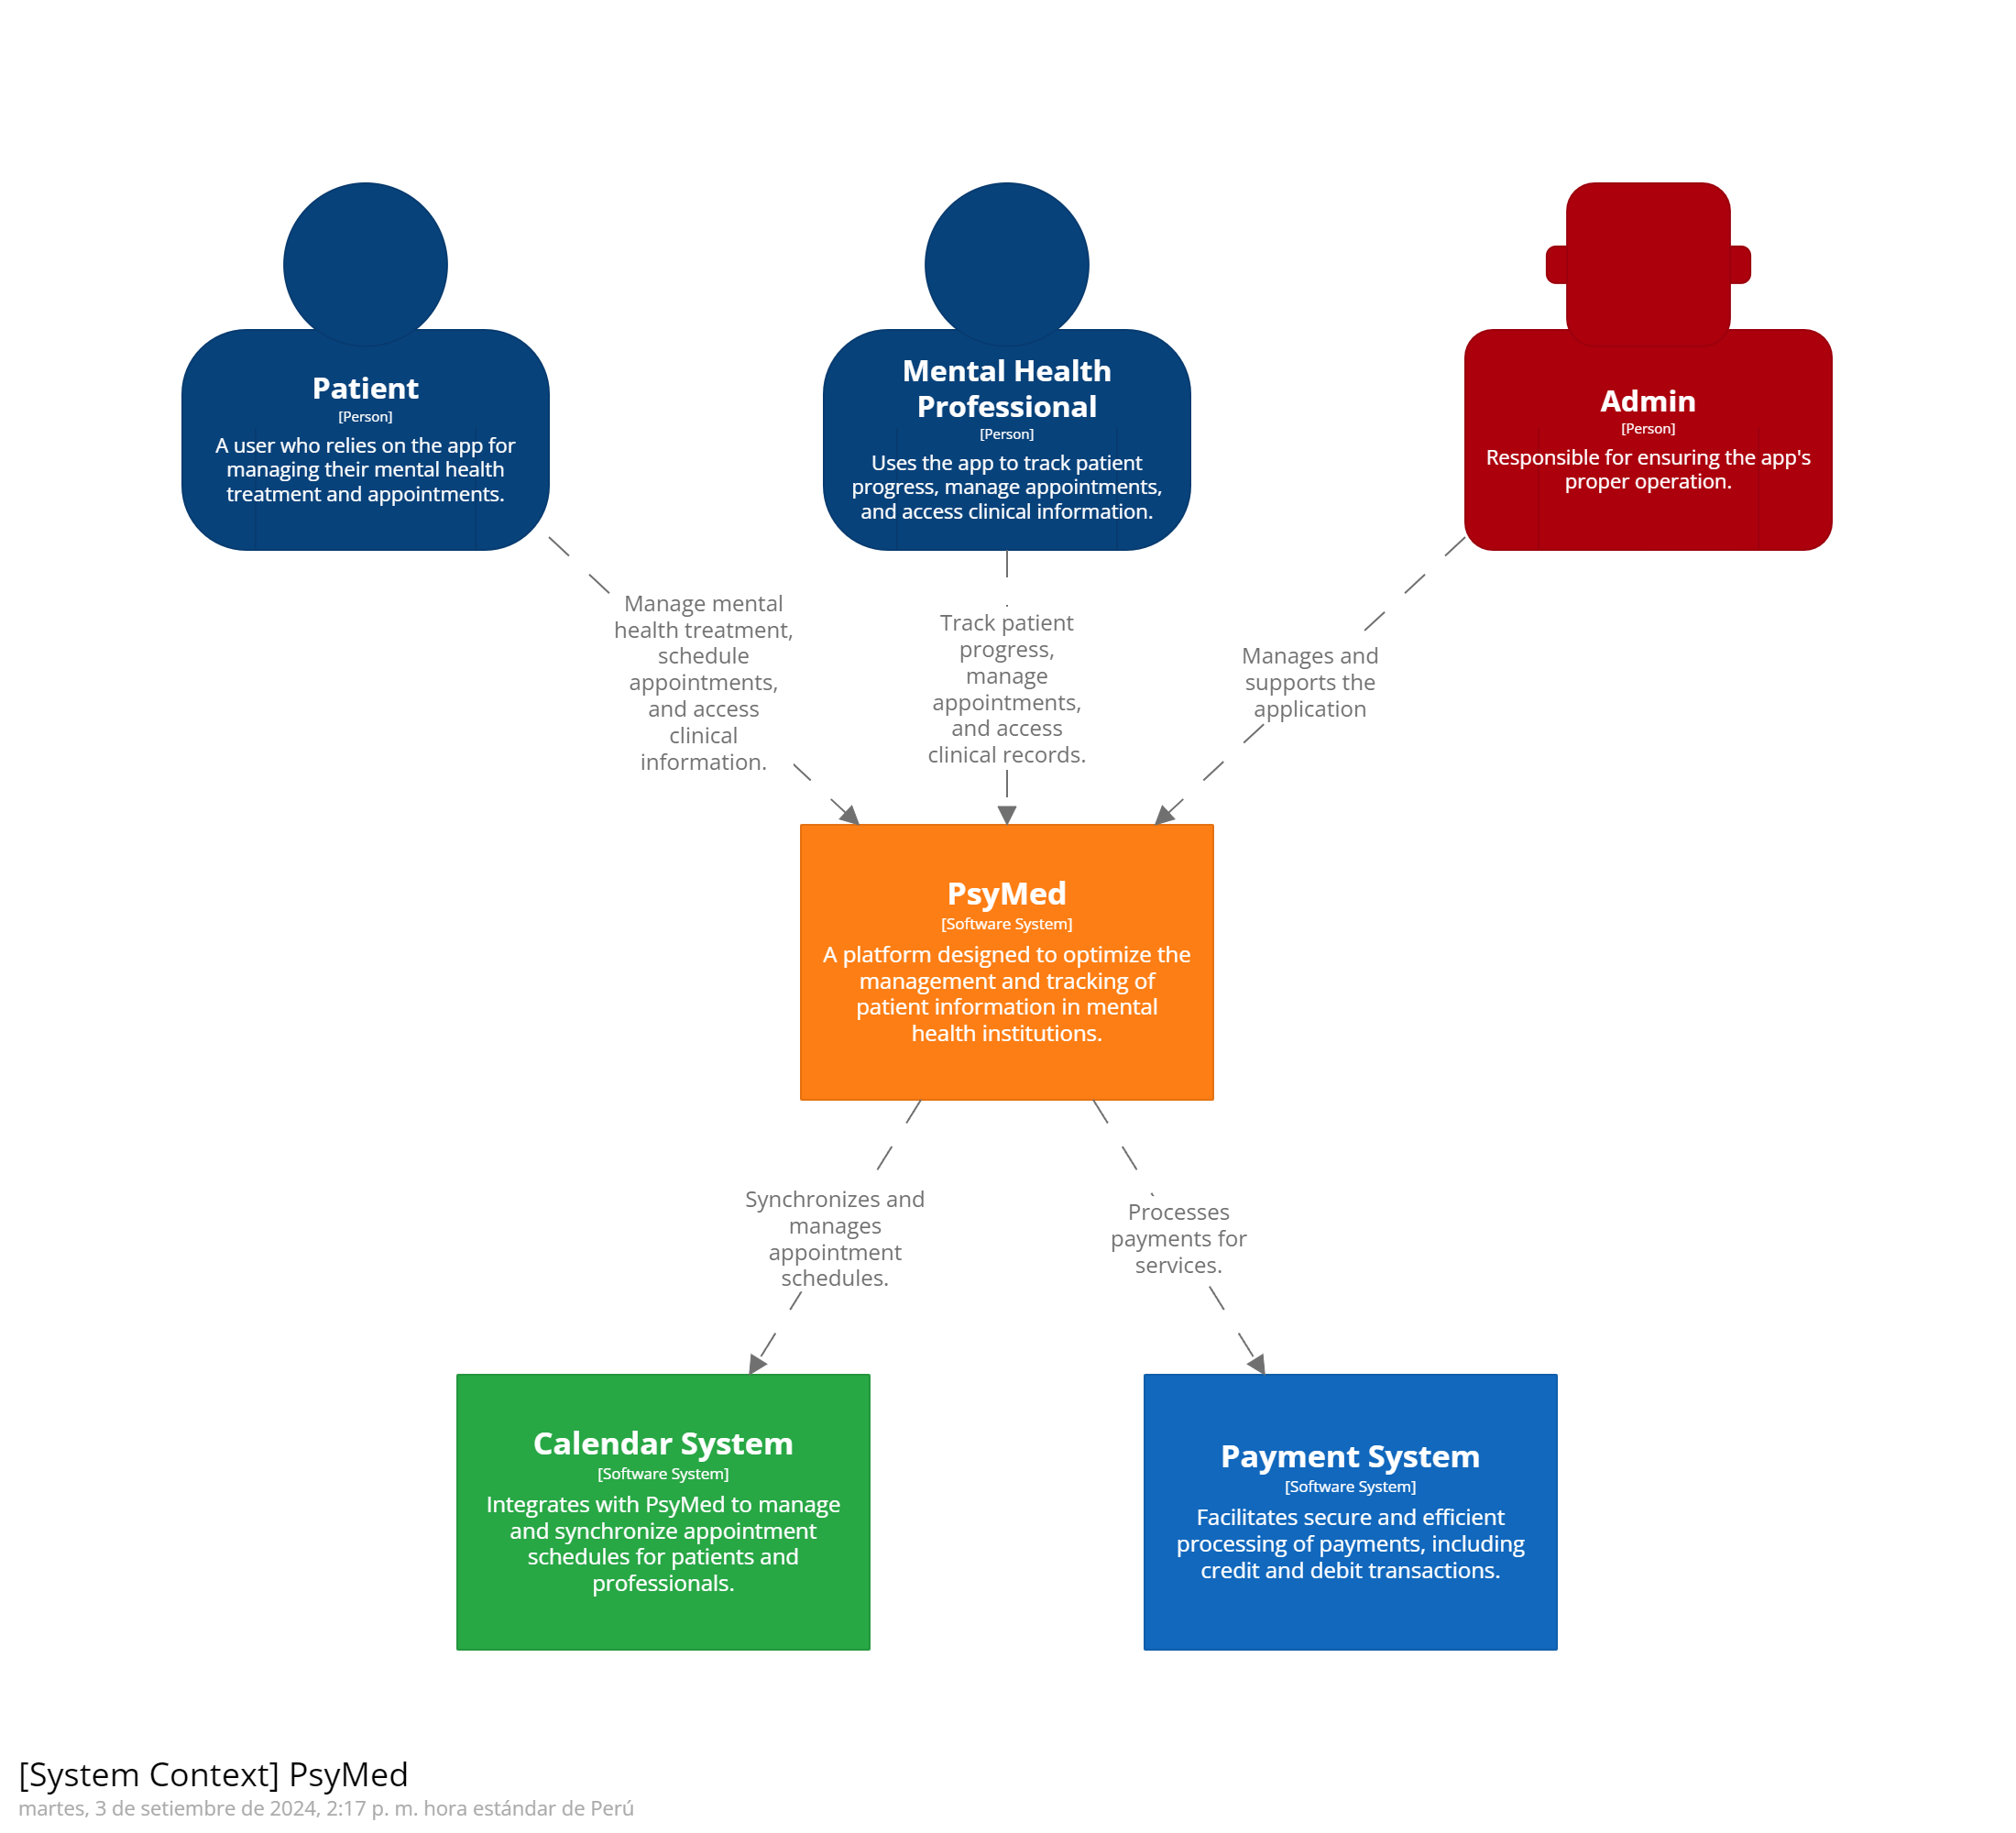 Patient
[Person]
A user who relies on the app for
managing their mental health
treatment and appointments.
Mental Health
Professional
[Person]
Uses the app to track patient
progress, manage appointments,
and access clinical information.
Admin
[Person]
Responsible for ensuring the app's
proper operation.
Manage mental
health treatment,
schedule
appointments,
and access
clinical
information.
Track patient
progress,
manage
appointments,
and access
clinical records.
Manages and
supports the
application
PsyMed
[Software System]
A platform designed to optimize the
management and tracking of
patient information in mental
health institutions.
Synchronizes and
manages
appointment
schedules.
Processes
payments for
services.
Calendar System
[Software System]
Integrates with PsyMed to manage
and synchronize appointment
schedules for patients and
professionals.
Payment System
[Software System]
Facilitates secure and efficient
processing of payments, including
credit and debit transactions.
[System Context] PsyMed
martes, 3 de setiembre de 2024, 2:17 p. m. hora estándar de Perú